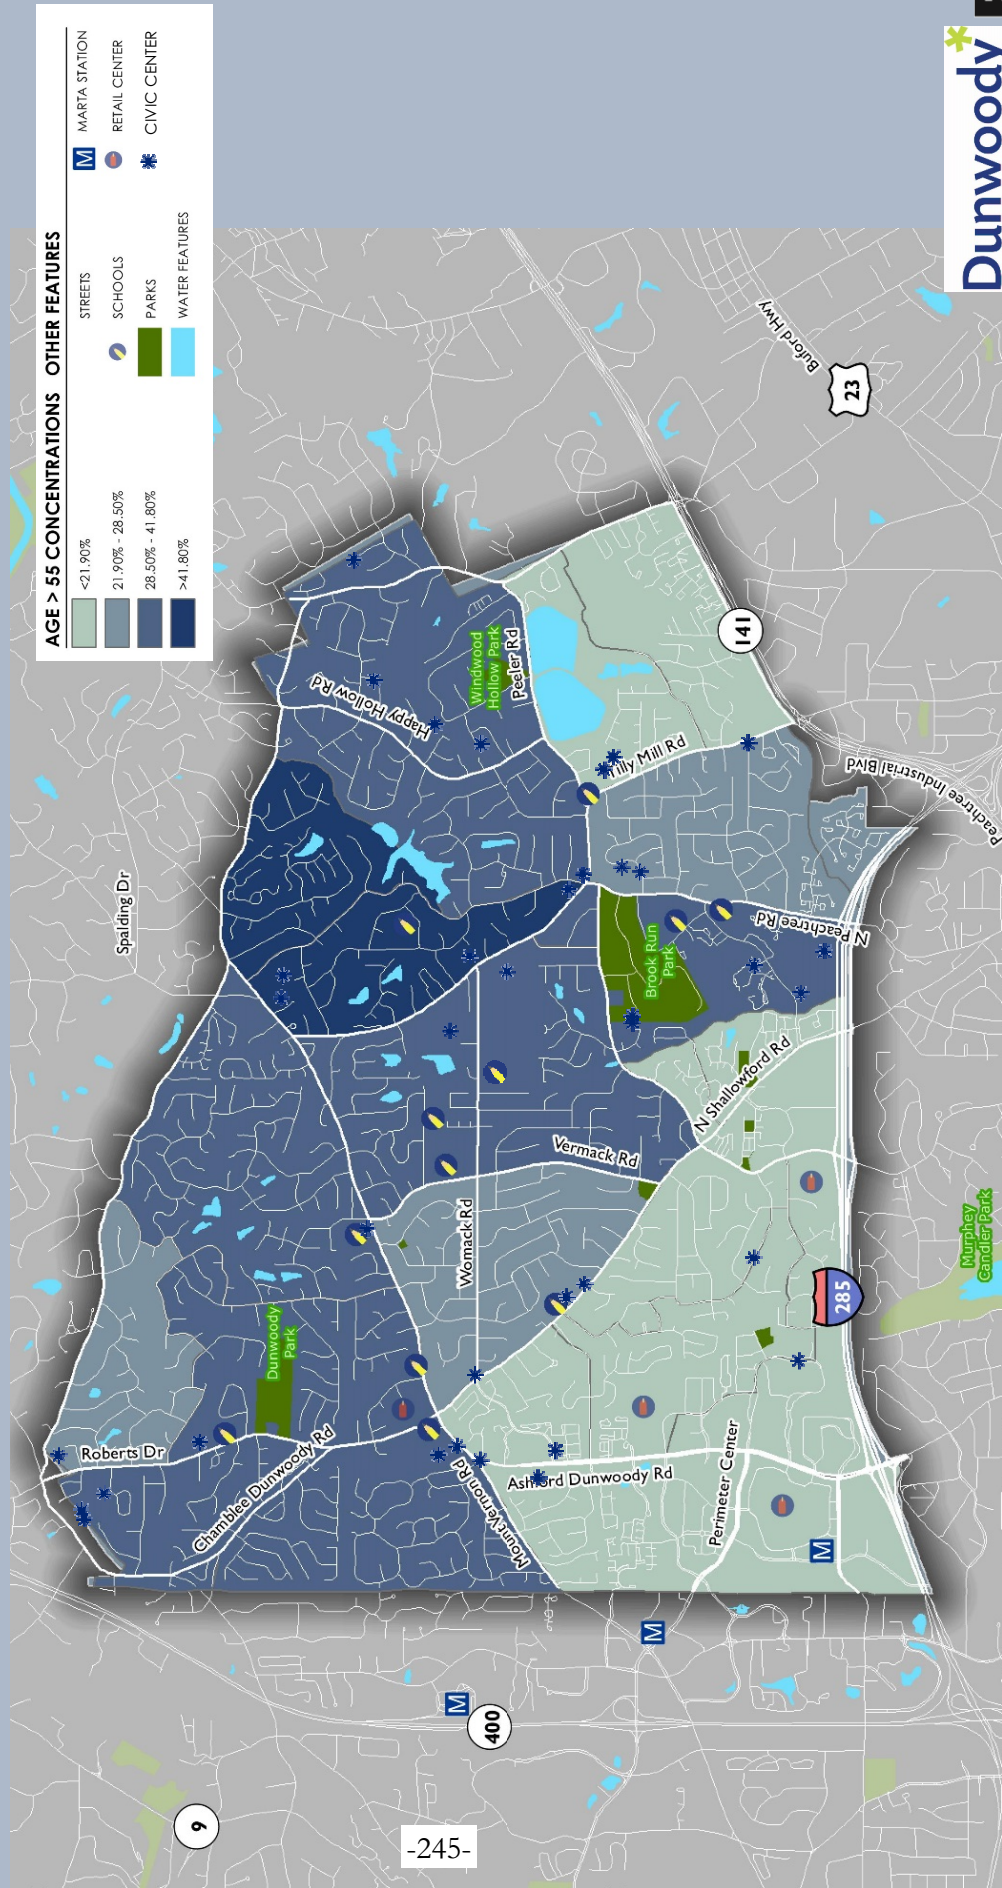 AGE > 55 CONCENTRATIONS
OTHER FEATURES
<21.90%
21.90% - 28.50%
28.50% - 41.80%
>41.80%
STREETS
SCHOOLS
PARKS
WATER FEATURES
M MARTA STATION
RETAIL CENTER
CIVIC CENTER
Dunwoody*
Spalding Dr
Roberts Dr
Dunwoody
Park
Chamblee Dunwoody Rd
Mount Vernon Rd
Womack Rd
Vermack Rd
Happy Hollow Rd
Windwood
Hollow Park
Peeler Rd
Tilly Mill Rd
Brook Run
Park
N Peachtree Rd
N Shallowford Rd
Ashford Dunwoody Rd
Perimeter Center
Peachtree Industrial Blvd
Buford Hwy
23
141
285
Murphey
Candler Park
M
M
M
400
9
-245-